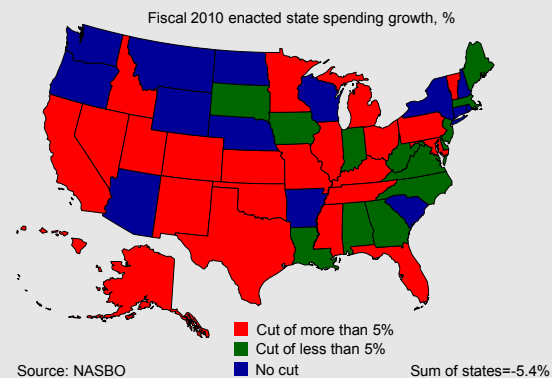 Fiscal 2010 enacted state spending growth, %
Cut of more than 5%
Cut of less than 5%
No cut
Source: NASBO
Sum of states=-5.4%